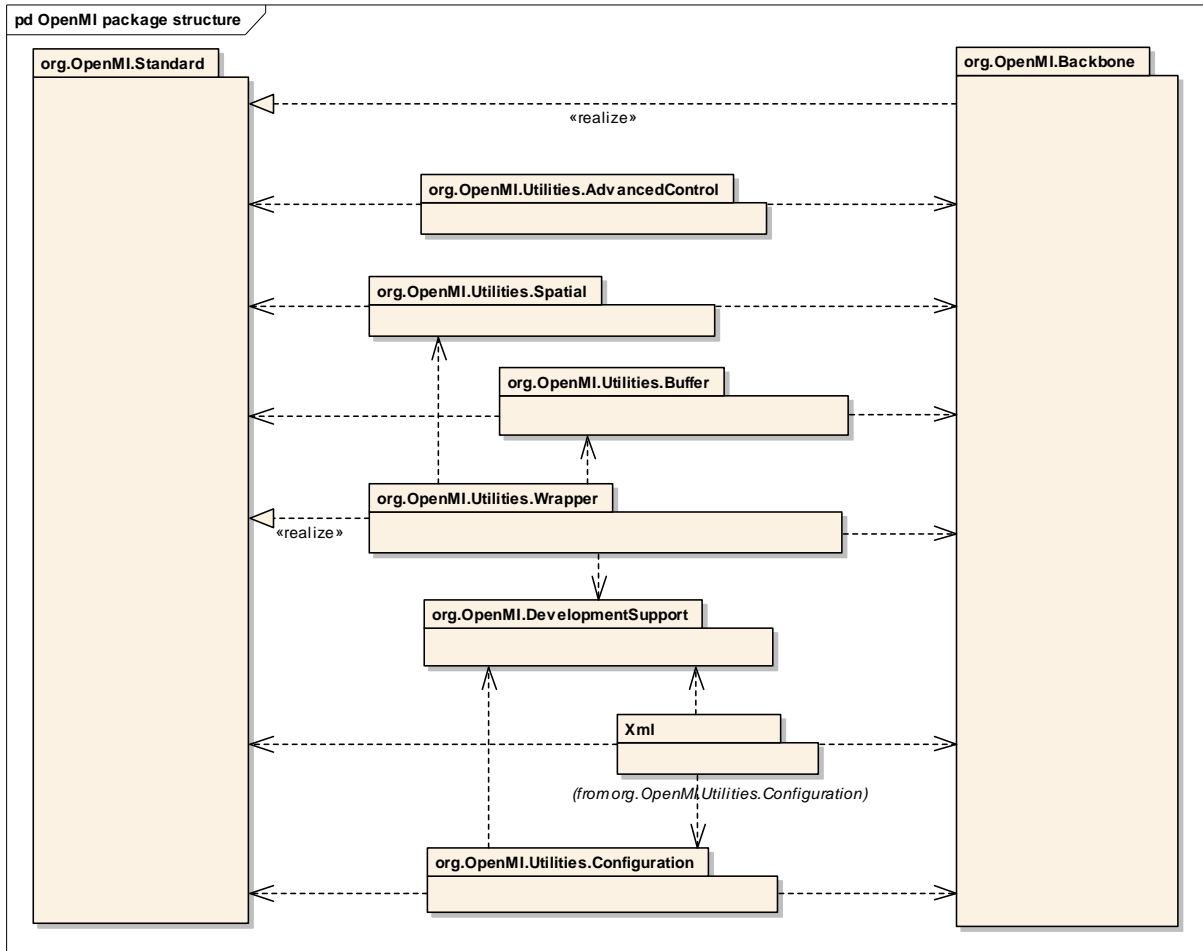 pd OpenMI package structure
org.OpenMI.Standard
org.OpenMI.Backbone
«realize»
org.OpenMI.Utilities.AdvancedControl
org.OpenMI.Utilities.Spatial
org.OpenMI.Utilities.Buffer
org.OpenMI.Utilities.Wrapper
«realize»
org.OpenMI.DevelopmentSupport
Xml
(from org.OpenMI.Utilities.Configuration)
org.OpenMI.Utilities.Configuration